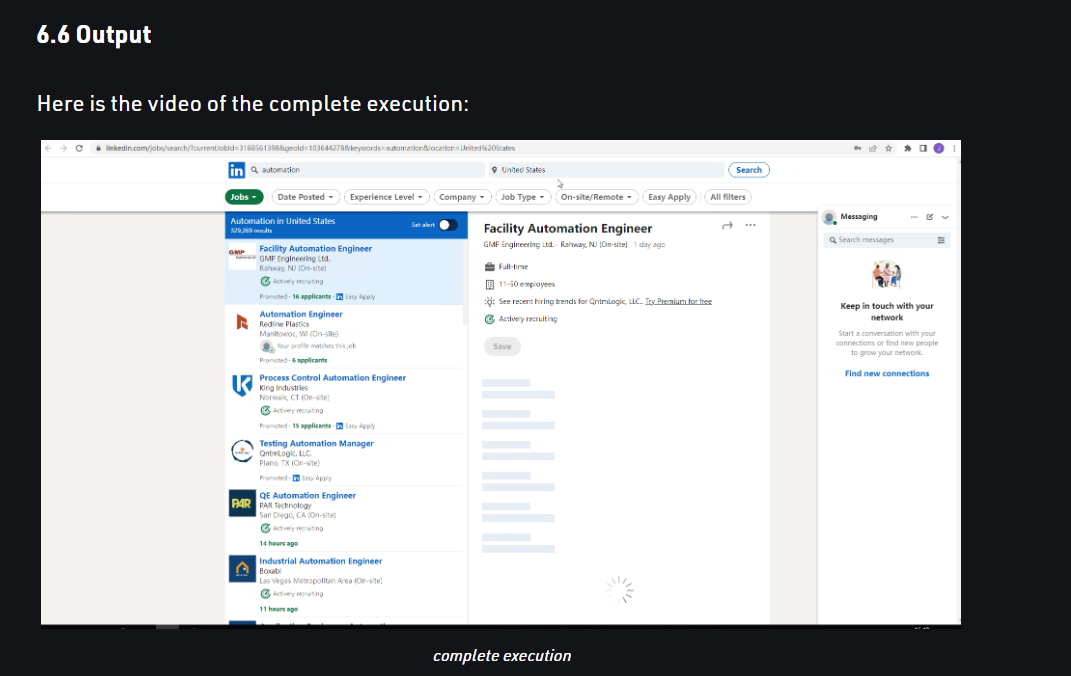 6.6 Output
Here is the video of the complete execution:
linkedin.com/jobs/search/?currentJobId=3188561398&geoId=103644278&keywords=automation&location=United%20States
in
automation
United States
Search
Jobs
Date Posted
Experience Level
Company
Job Type
On-site/Remote
Easy Apply
All filters
Automation in United States
329,269 results
Set alert
GMP
Facility Automation Engineer
GMP Engineering Ltd.
Rahway, NJ (On-site)
Actively recruiting
Promoted · 16 applicants · in Easy Apply
Automation Engineer
Redline Plastics
Manitowoc, WI (On-site)
Your profile matches this job
Promoted · 6 applicants
Process Control Automation Engineer
King Industries
Norwalk, CT (On-site)
Actively recruiting
Promoted · 15 applicants · in Easy Apply
Testing Automation Manager
QntmLogic, LLC.
Plano, TX (On-site)
Promoted · in Easy Apply
PAR
QE Automation Engineer
PAR Technology
San Diego, CA (On-site)
Actively recruiting
14 hours ago
Industrial Automation Engineer
Boxabl
Las Vegas Metropolitan Area (On-site)
Actively recruiting
11 hours ago
Facility Automation Engineer
GMP Engineering Ltd. · Rahway, NJ (On-site) · 1 day ago
Full-time
11-50 employees
See recent hiring trends for QntmLogic, LLC.. Try Premium for free
Actively recruiting
Save
Messaging
Search messages
Keep in touch with your
network
Start a conversation with your
connections or find new people
to grow your network.
Find new connections
complete execution